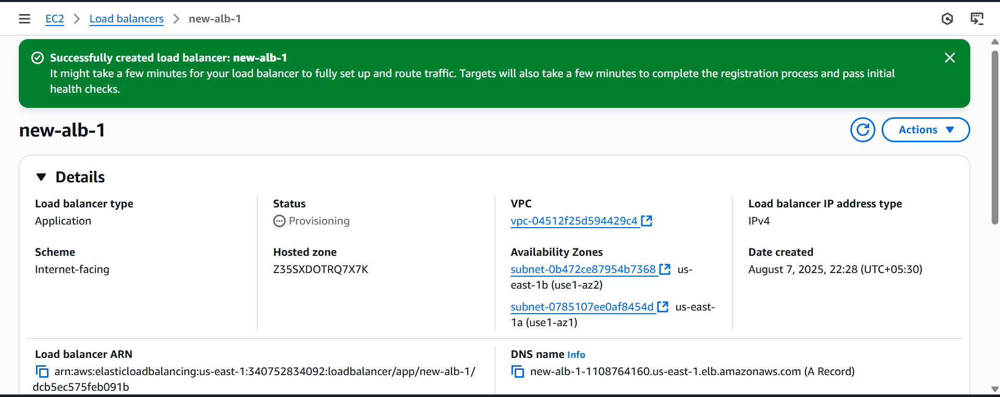 EC2 > Load balancers > new-alb-1
Successfully created load balancer: new-alb-1
It might take a few minutes for your load balancer to fully set up and route traffic. Targets will also take a few minutes to complete the registration process and pass initial
health checks.
new-alb-1
Actions
Details
Load balancer type
Application
Status
Provisioning
VPC
vpc-04512f25d594429c4
Load balancer IP address type
IPv4
Scheme
Internet-facing
Hosted zone
Z35SXDOTRQ7X7K
Availability Zones
subnet-0b472ce87954b7368 us-
east-1b (use1-az2)
subnet-0785107ee0af8454d us-east-
1a (use1-az1)
Date created
August 7, 2025, 22:28 (UTC+05:30)
Load balancer ARN
arn:aws:elasticloadbalancing:us-east-1:340752834092:loadbalancer/app/new-alb-1/
dcb5ec575feb091b
DNS name Info
new-alb-1-1108764160.us-east-1.elb.amazonaws.com (A Record)